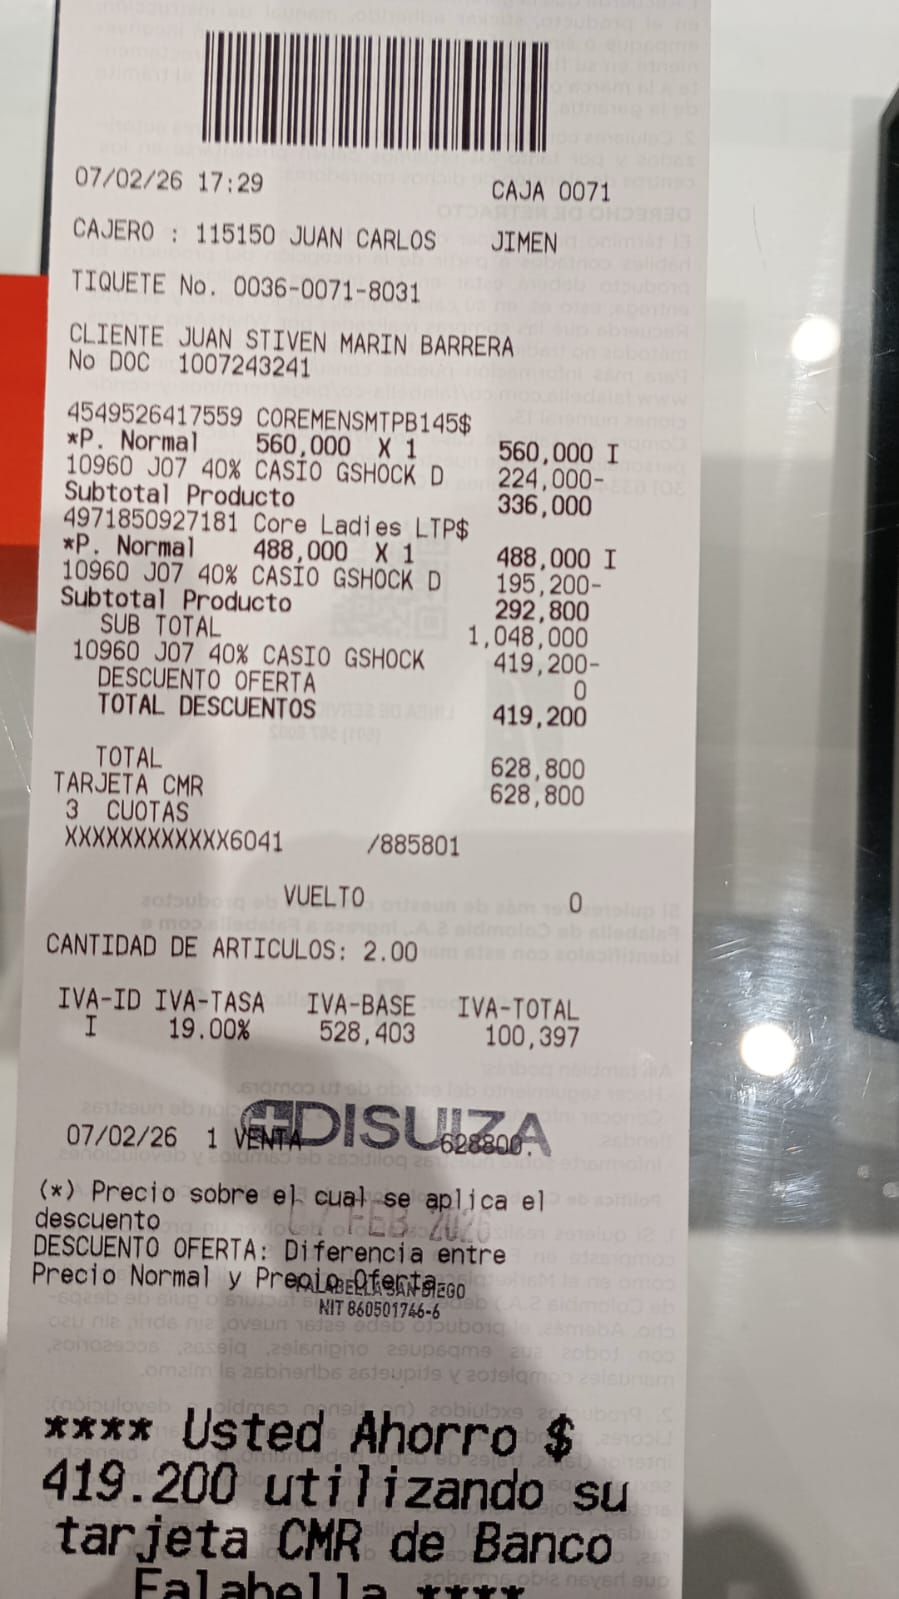 07/02/26 17:29 CAJA 0071
CAJERO : 115150 JUAN CARLOS JIMEN
TIQUETE No. 0036-0071-8031
CLIENTE JUAN STIVEN MARIN BARRERA
No DOC 1007243241
4549526417559 COREMENSMTPB145$
*P. Normal 560,000 X 1 560,000 I
10960 J07 40% CASIO GSHOCK D 224,000-
Subtotal Producto 336,000
4971850927181 Core Ladies LTP$
*P. Normal 488,000 X 1 488,000 I
10960 J07 40% CASIO GSHOCK D 195,200-
Subtotal Producto 292,800
SUB TOTAL 1,048,000
10960 J07 40% CASIO GSHOCK 419,200-
DESCUENTO OFERTA 0
TOTAL DESCUENTOS 419,200
TOTAL 628,800
TARJETA CMR 628,800
3 CUOTAS
XXXXXXXXXXXX6041 /885801
VUELTO 0
CANTIDAD DE ARTICULOS: 2.00
IVA-ID IVA-TASA IVA-BASE IVA-TOTAL
I 19.00% 528,403 100,397
DISUIZA
07/02/26 1 VENTA 628800.
(*) Precio sobre el cual se aplica el
descuento
FEB 2026
DESCUENTO OFERTA: Diferencia entre
Precio Normal y Precio Oferta
FALABELLA SAN DIEGO
NIT 860501746-6
**** Usted Ahorro $
419.200 utilizando su
tarjeta CMR de Banco
Falabella ****